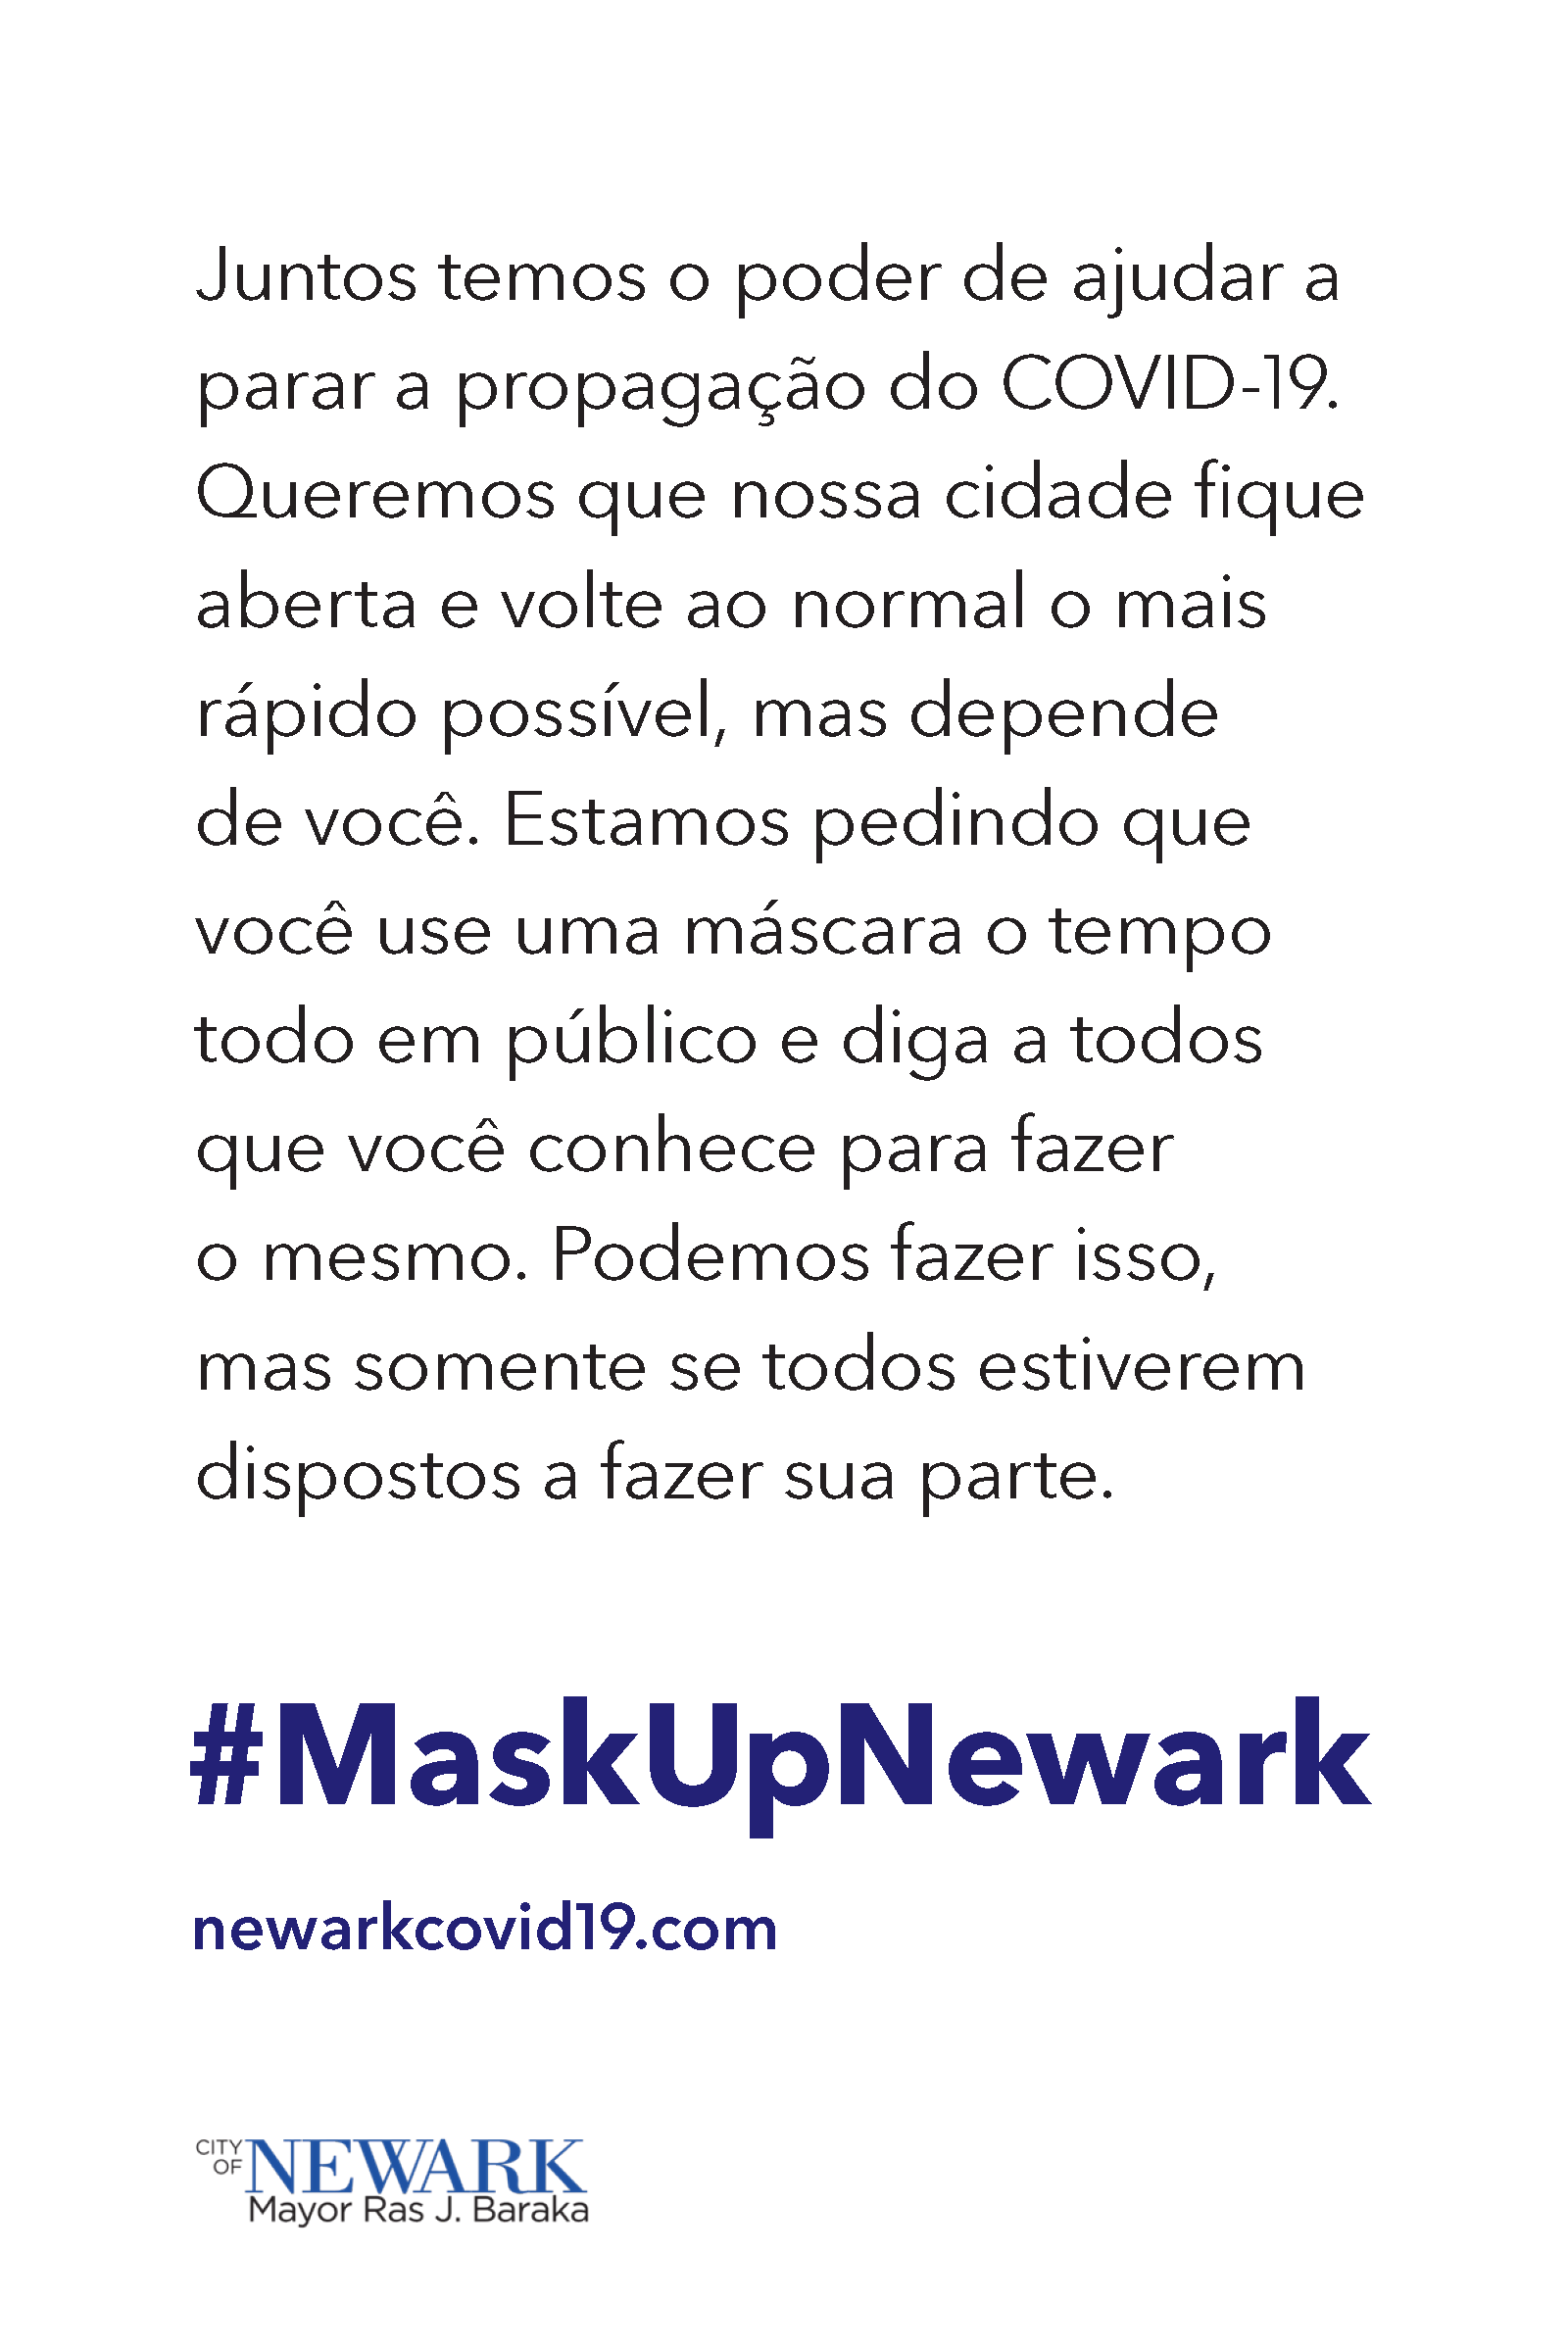 Juntos temos o poder de ajudar a
parar a propagação do COVID-19.
Queremos que nossa cidade fique
aberta e volte ao normal o mais
rápido possível, mas depende
de você. Estamos pedindo que
você use uma máscara o tempo
todo em público e diga a todos
que você conhece para fazer
o mesmo. Podemos fazer isso,
mas somente se todos estiverem
dispostos a fazer sua parte.
#MaskUpNewark
newarkcovid19.com
CITY OF NEWARK
Mayor Ras J. Baraka